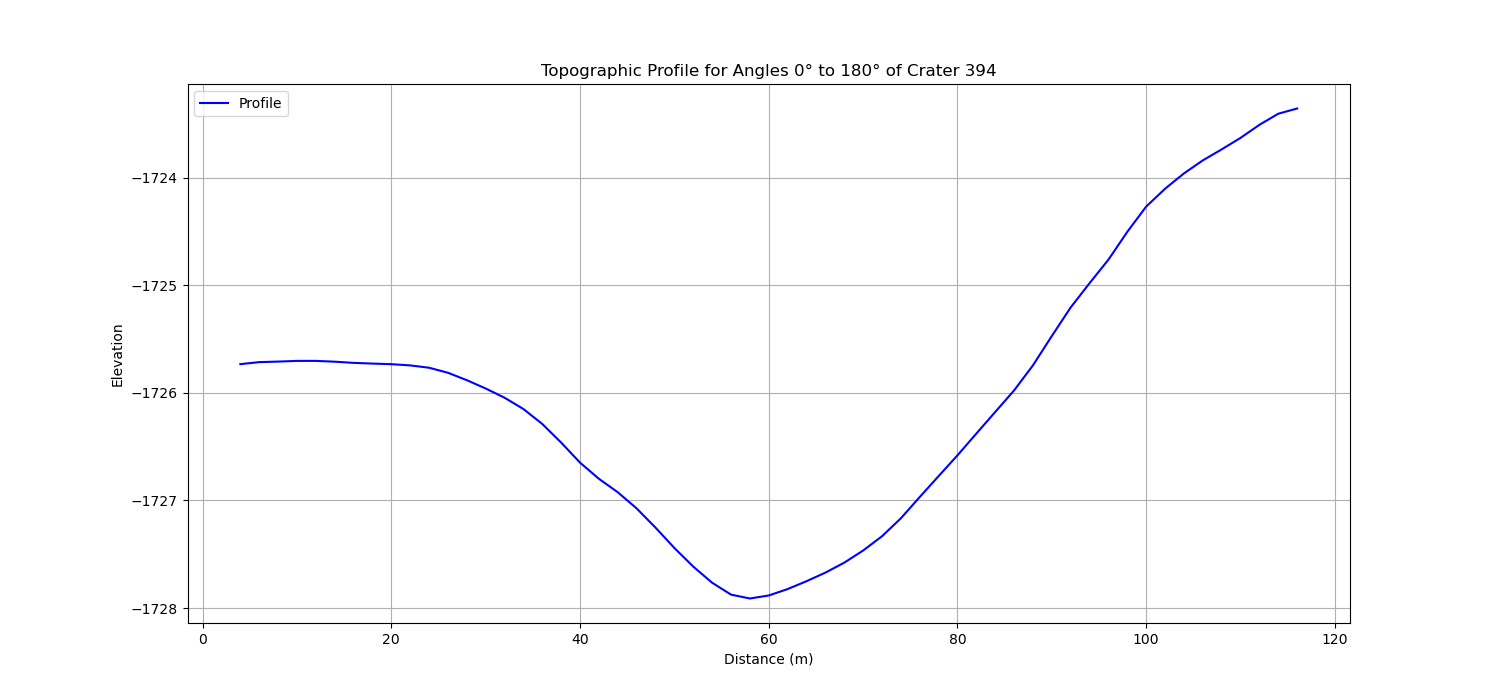 Topographic Profile for Angles 0° to 180° of Crater 394
Profile
−1724
−1725
−1726
−1727
−1728
Elevation
0 20 40 60 80 100 120
Distance (m)